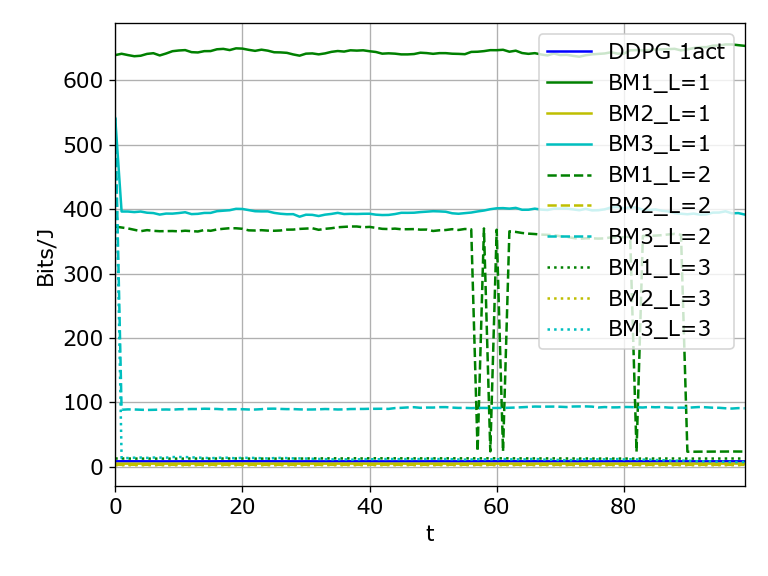 Bits/J
600
500
400
300
200
100
0
0 20 40 60 80
t
DDPG 1act
BM1_L=1
BM2_L=1
BM3_L=1
BM1_L=2
BM2_L=2
BM3_L=2
BM1_L=3
BM2_L=3
BM3_L=3